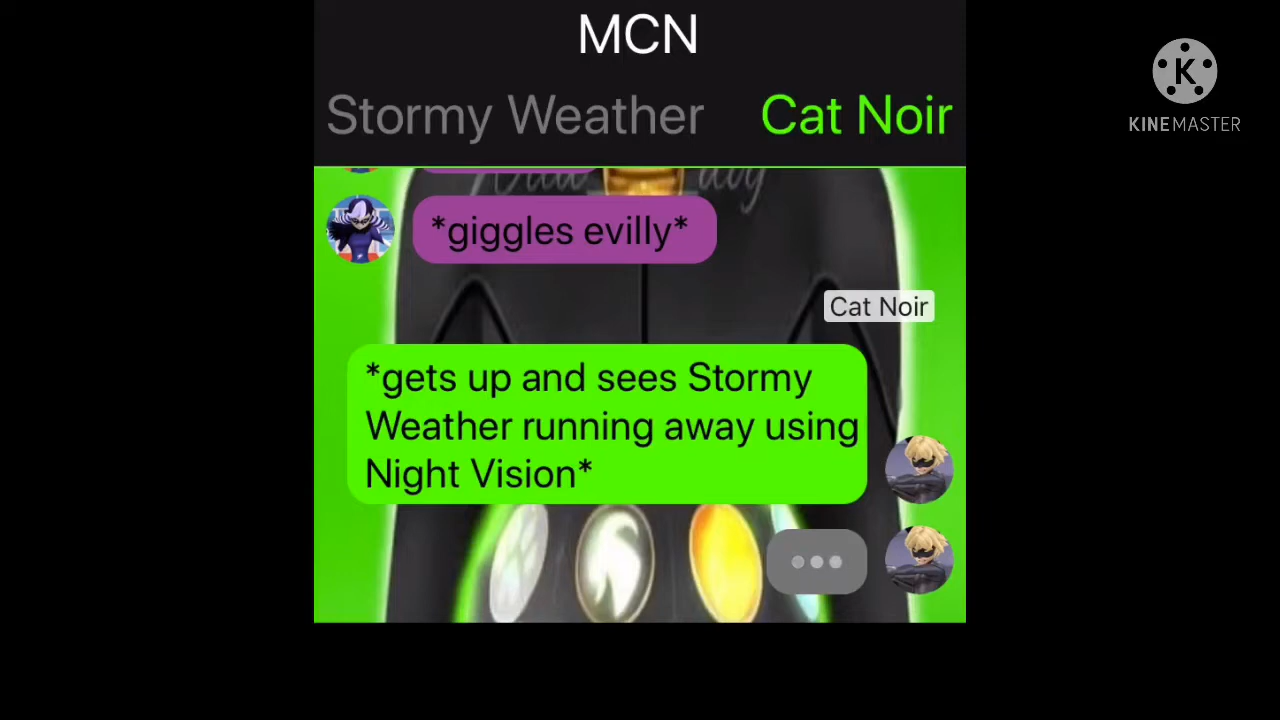 MCN
Stormy Weather Cat Noir
K
KINEMASTER
*giggles evilly*
Cat Noir
*gets up and sees Stormy
Weather running away using
Night Vision*